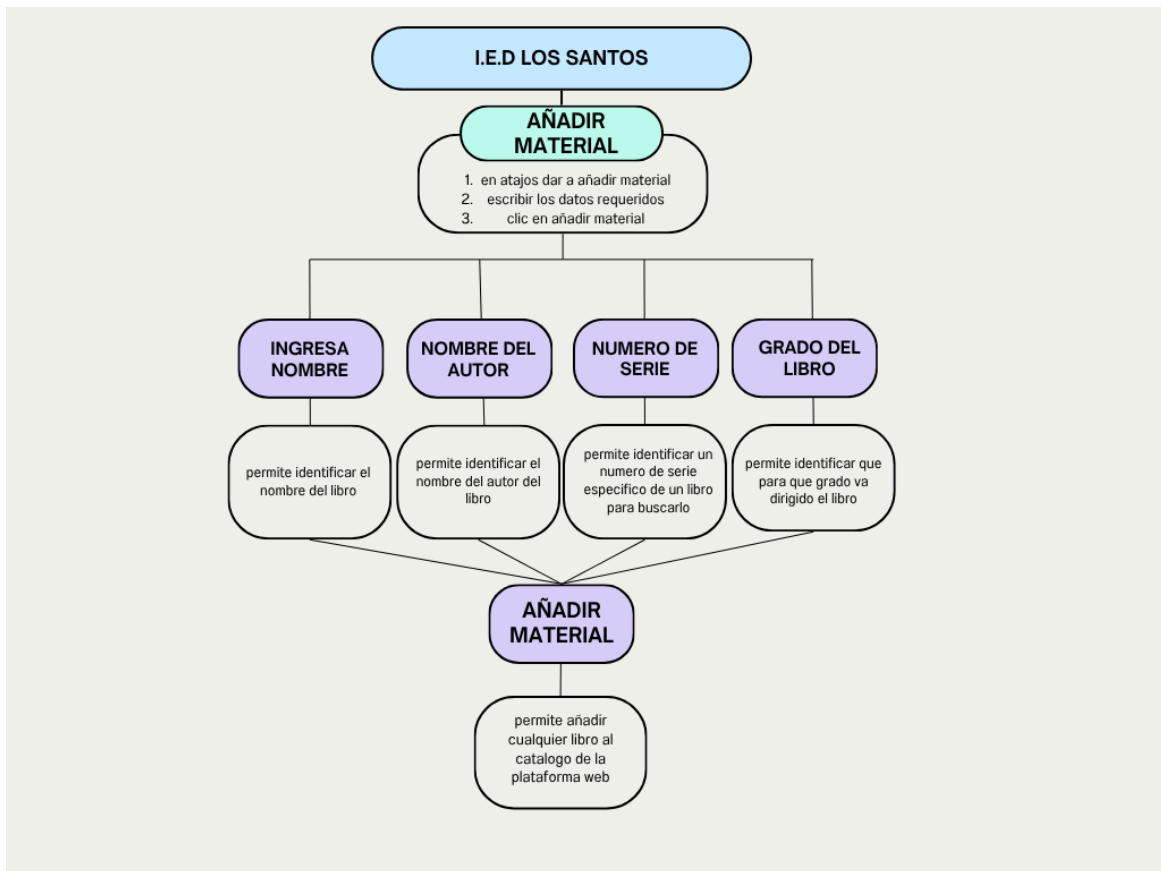 I.E.D LOS SANTOS
AÑADIR
MATERIAL
1. en atajos dar a añadir material
2. escribir los datos requeridos
3. clic en añadir material
INGRESA
NOMBRE
NOMBRE DEL
AUTOR
NUMERO DE
SERIE
GRADO DEL
LIBRO
permite identificar el
nombre del libro
permite identificar el
nombre del autor del
libro
permite identificar un
numero de serie
especifico de un libro
para buscarlo
permite identificar que
para que grado va
dirigido el libro
AÑADIR
MATERIAL
permite añadir
cualquier libro al
catalogo de la
plataforma web